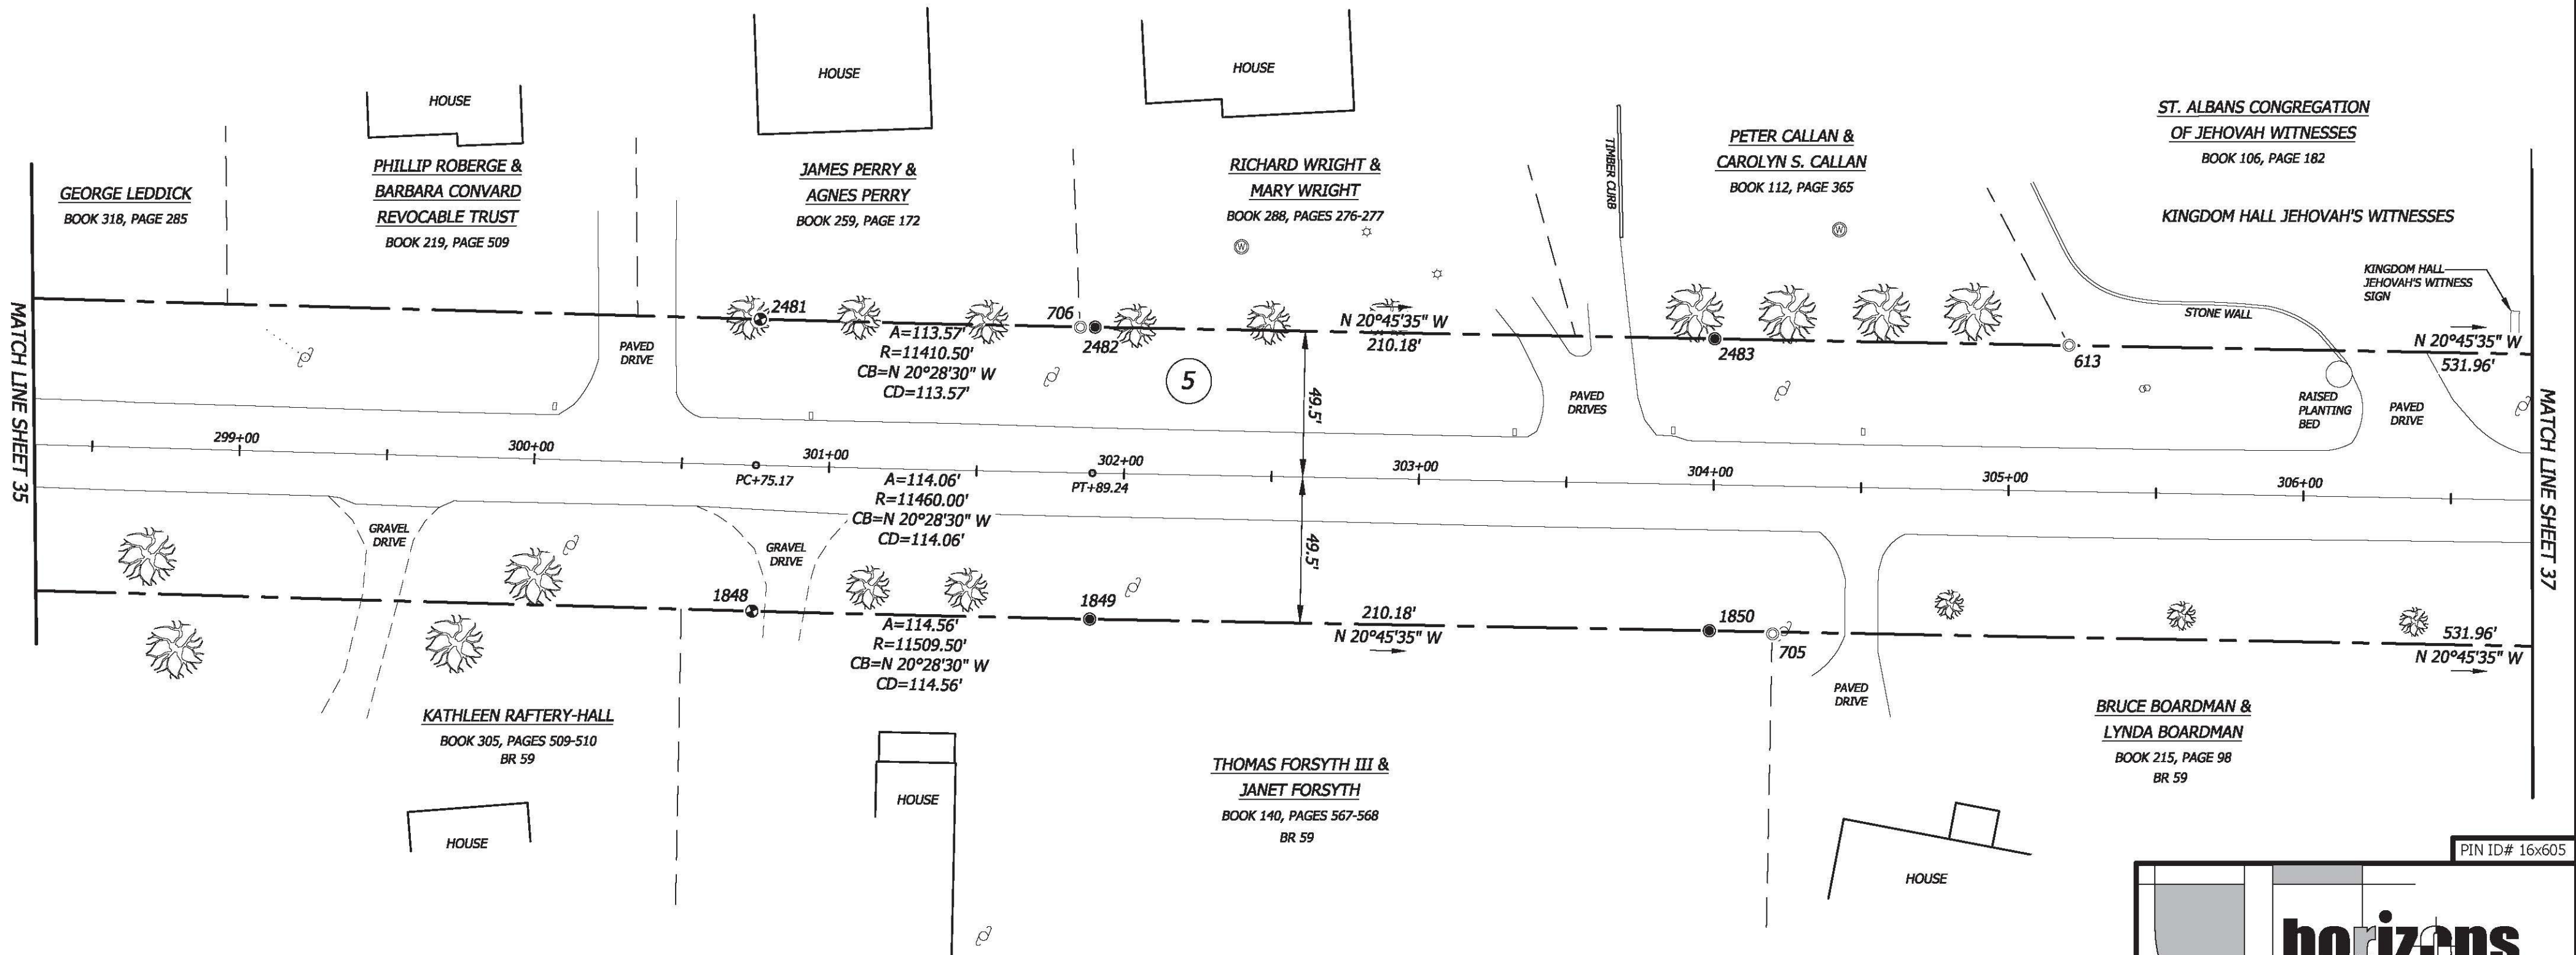 HOUSE
HOUSE
HOUSE
GEORGE LEDDICK
BOOK 318, PAGE 285
PHILLIP ROBERGE &
BARBARA CONVARD
REVOCABLE TRUST
BOOK 219, PAGE 509
JAMES PERRY &
AGNES PERRY
BOOK 259, PAGE 172
RICHARD WRIGHT &
MARY WRIGHT
BOOK 288, PAGES 276-277
TIMBER CURB
PETER CALLAN &
CAROLYN S. CALLAN
BOOK 112, PAGE 365
ST. ALBANS CONGREGATION
OF JEHOVAH WITNESSES
BOOK 106, PAGE 182
KINGDOM HALL JEHOVAH'S WITNESSES
KINGDOM HALL
JEHOVAH'S WITNESS
SIGN
STONE WALL
W
W
MATCH LINE SHEET 35
PAVED
DRIVE
2481
A=113.57'
R=11410.50'
CB=N 20°28'30" W
CD=113.57'
706
2482
5
N 20°45'35" W
210.18'
49.5'
PAVED
DRIVES
2483
613
N 20°45'35" W
531.96'
RAISED
PLANTING
BED
PAVED
DRIVE
MATCH LINE SHEET 37
299+00
300+00
301+00
302+00
303+00
304+00
305+00
306+00
PC+75.17
PT+89.24
A=114.06'
R=11460.00'
CB=N 20°28'30" W
CD=114.06'
49.5'
GRAVEL
DRIVE
GRAVEL
DRIVE
1848
A=114.56'
R=11509.50'
CB=N 20°28'30" W
CD=114.56'
1849
210.18'
N 20°45'35" W
1850
705
531.96'
N 20°45'35" W
PAVED
DRIVE
KATHLEEN RAFTERY-HALL
BOOK 305, PAGES 509-510
BR 59
HOUSE
HOUSE
THOMAS FORSYTH III &
JANET FORSYTH
BOOK 140, PAGES 567-568
BR 59
BRUCE BOARDMAN &
LYNDA BOARDMAN
BOOK 215, PAGE 98
BR 59
HOUSE
PIN ID# 16x605
horizons